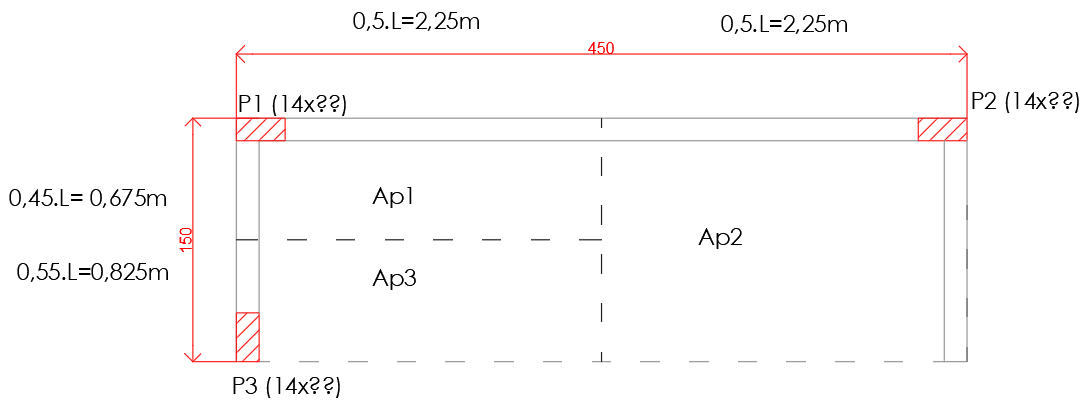 0,5.L=2,25m 0,5.L=2,25m
450
P1 (14x??) P2 (14x??)
0,45.L= 0,675m
Ap1
150
Ap2
0,55.L=0,825m
Ap3
P3 (14x??)